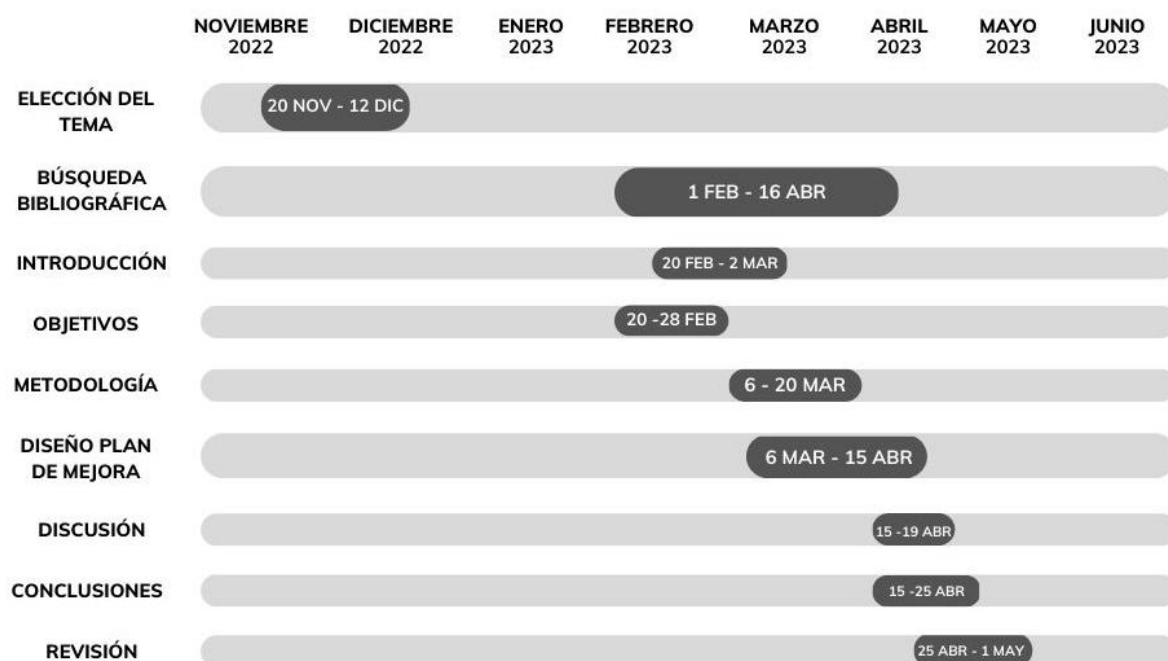 NOVIEMBRE DICIEMBRE ENERO FEBRERO MARZO ABRIL MAYO JUNIO
2022 2022 2023 2023 2023 2023 2023 2023
ELECCIÓN DEL
TEMA
20 NOV - 12 DIC
BÚSQUEDA
BIBLIOGRÁFICA
1 FEB - 16 ABR
INTRODUCCIÓN 20 FEB - 2 MAR
OBJETIVOS 20 -28 FEB
METODOLOGÍA 6 - 20 MAR
DISEÑO PLAN
DE MEJORA
6 MAR - 15 ABR
DISCUSIÓN 15 -19 ABR
CONCLUSIONES 15 -25 ABR
REVISIÓN 25 ABR - 1 MAY